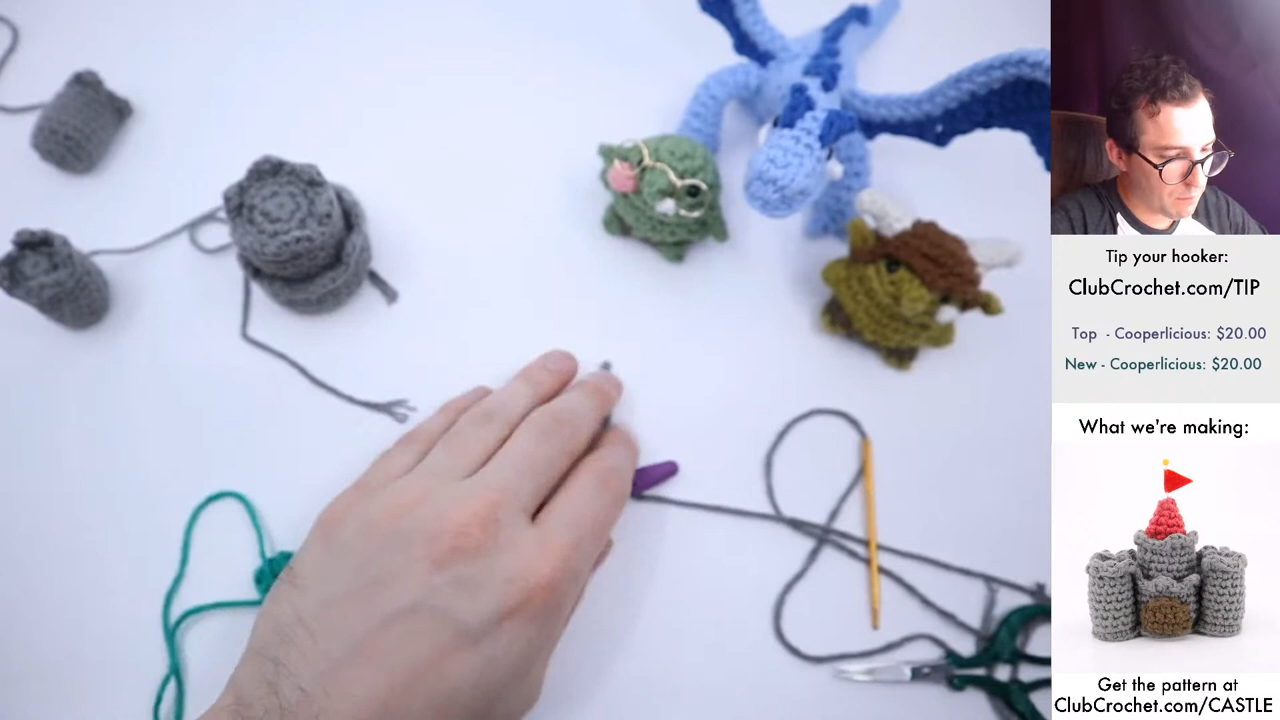 Tip your hooker:
ClubCrochet.com/TIP
Top - Cooperlicious: $20.00
New - Cooperlicious: $20.00
What we're making:
Get the pattern at
ClubCrochet.com/CASTLE